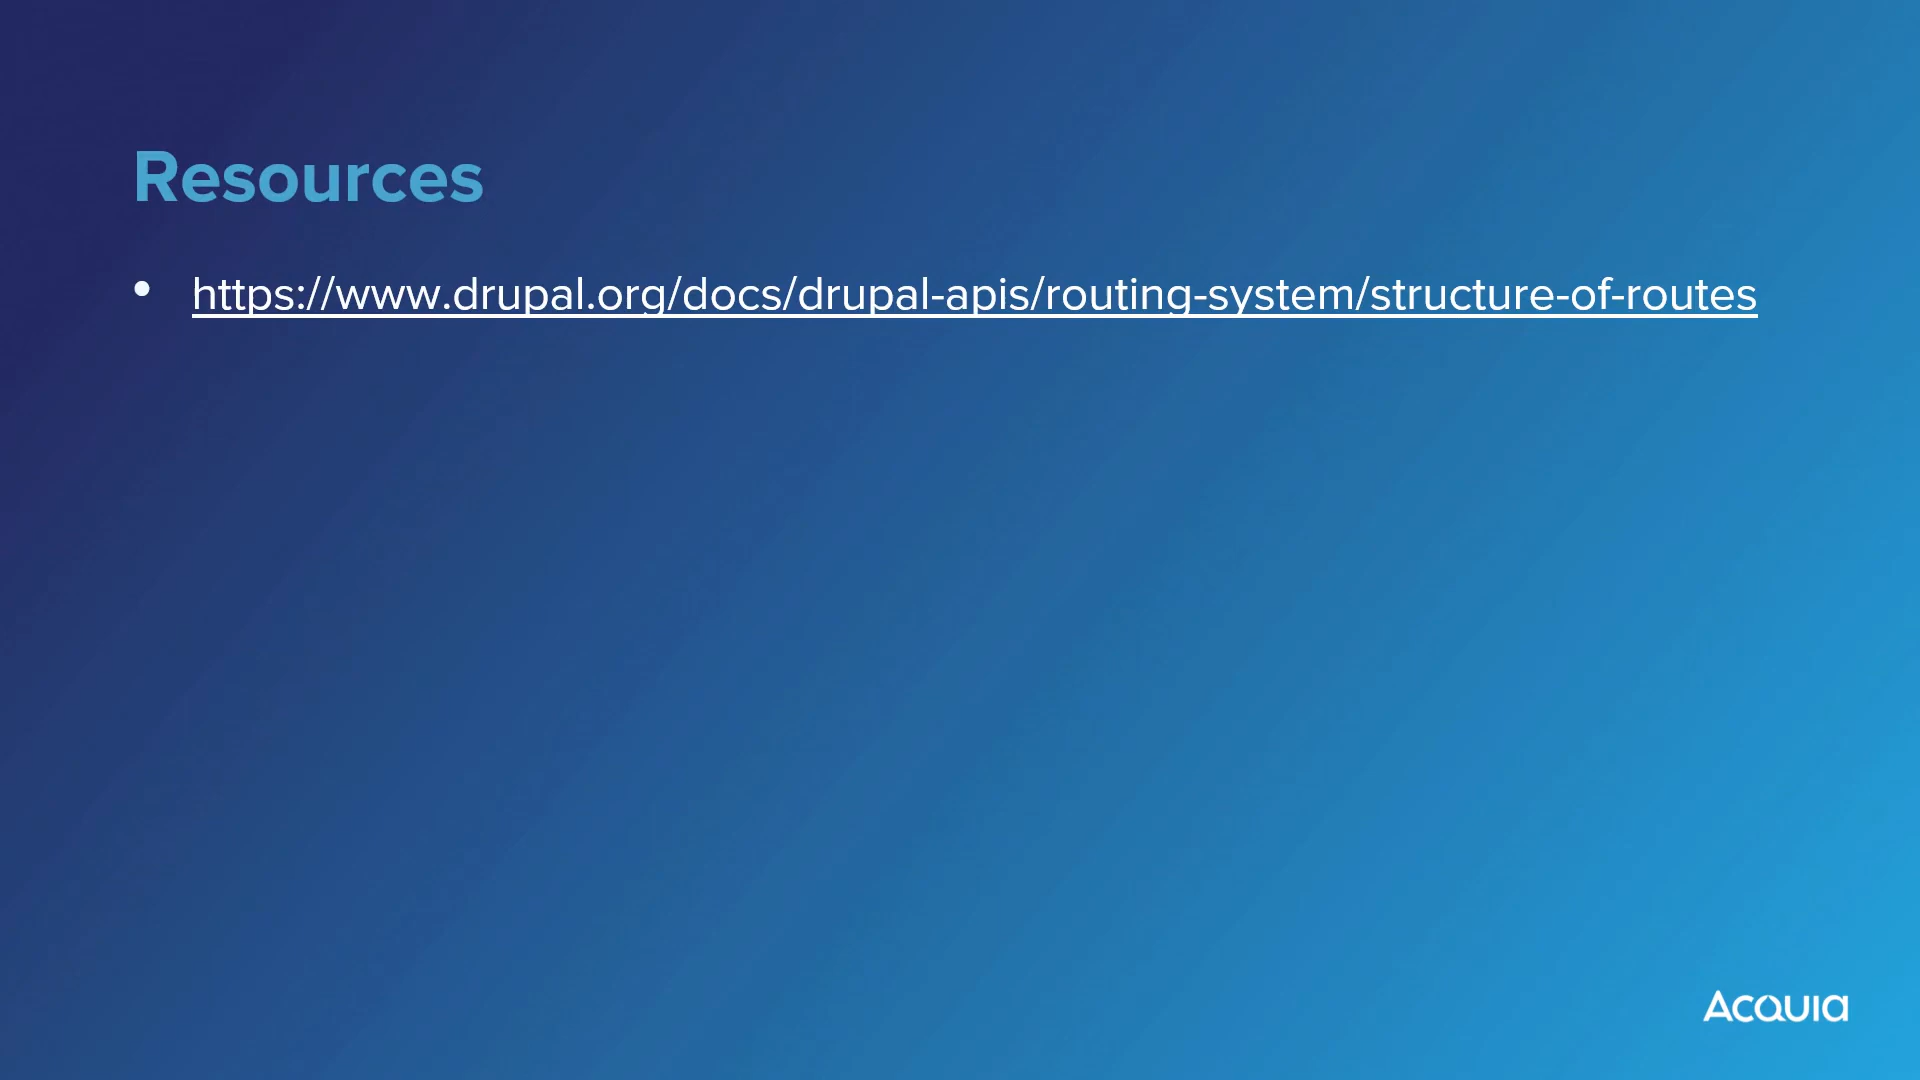 Resources
• https://www.drupal.org/docs/drupal-apis/routing-system/structure-of-routes
Acquia